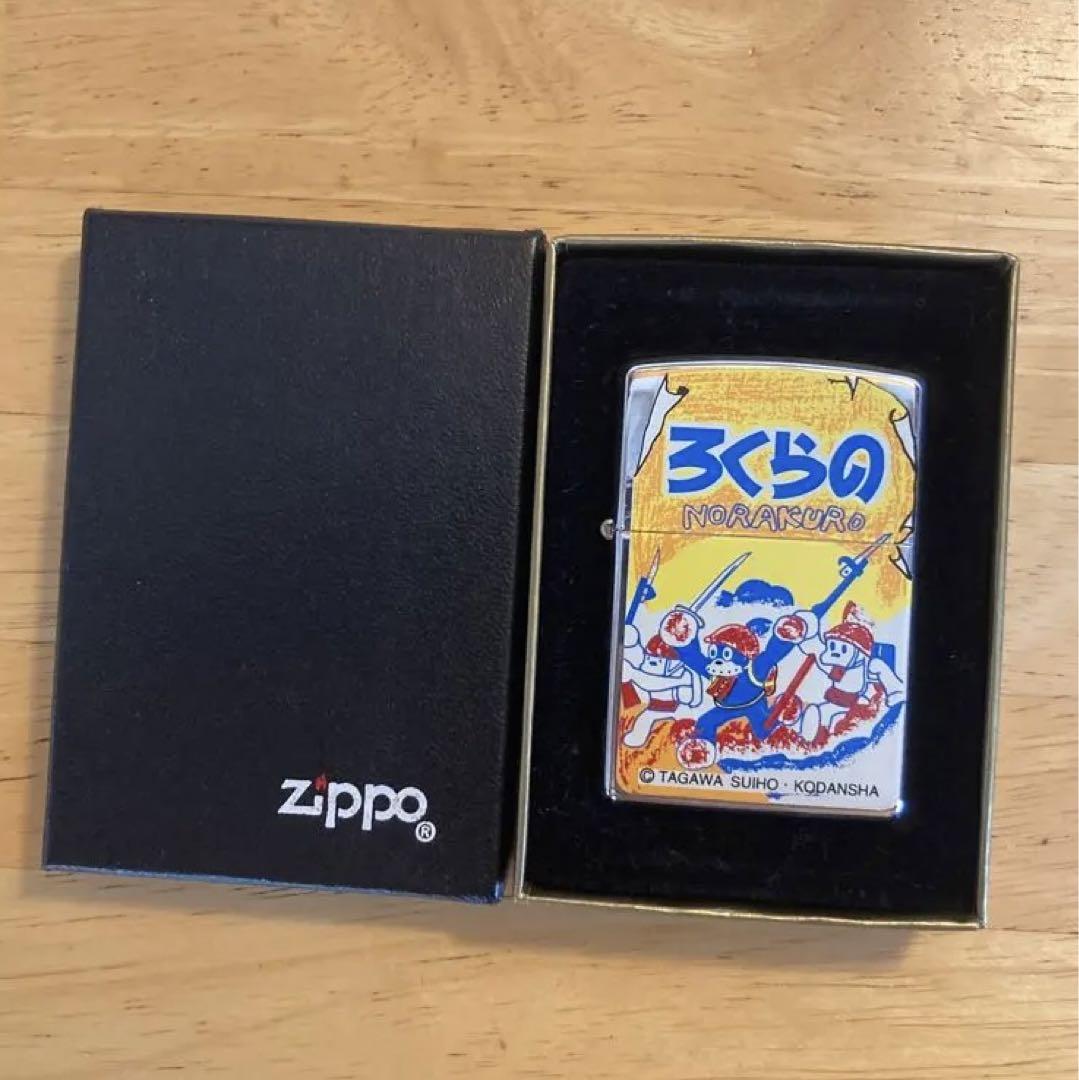 zippo®
ろくらの
NORAKURO
© TAGAWA SUIHO・KODANSHA